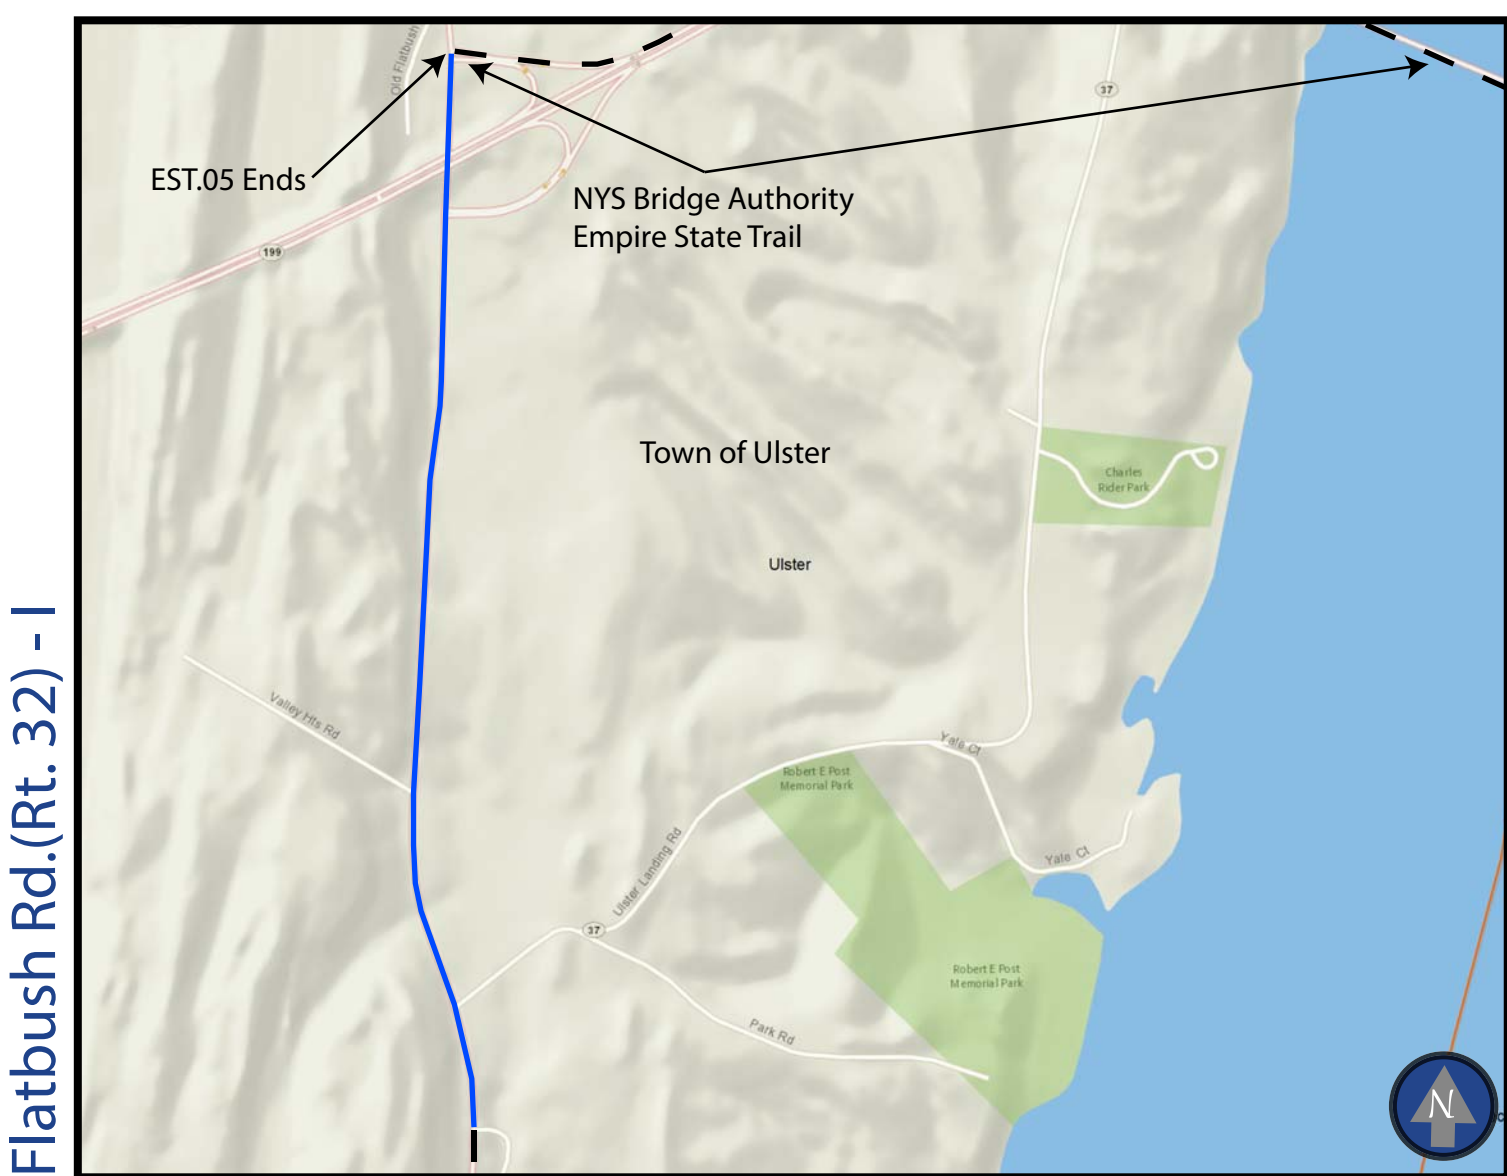 Old Flatbush
37
EST.05 Ends
NYS Bridge Authority
Empire State Trail
199
Town of Ulster
Charles
Rider Park
Ulster
Flatbush Rd.(Rt. 32) - I
Valley Hts Rd
Yale Ct
Robert E Post
Memorial Park
Ulster Landing Rd
Yale Ct
37
Robert E Post
Memorial Park
Park Rd
N